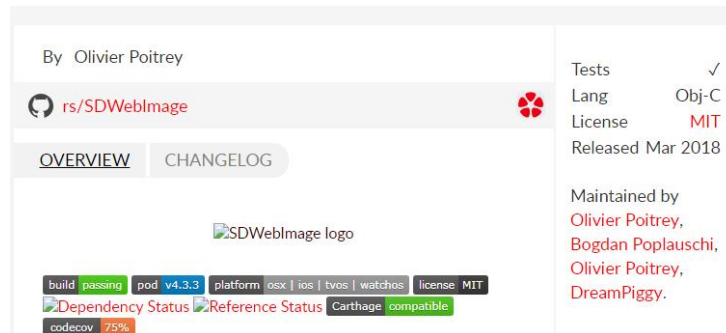 By Olivier Poitrey
rs/SDWebImage
OVERVIEW CHANGELOG
SDWebImage logo
build passing pod v4.3.3 platform osx | ios | tvos | watchos license MIT
Dependency Status Reference Status Carthage compatible
codecov 75%
Tests ✓
Lang Obj-C
License MIT
Released Mar 2018
Maintained by
Olivier Poitrey,
Bogdan Poplauschi,
Olivier Poitrey,
DreamPiggy.